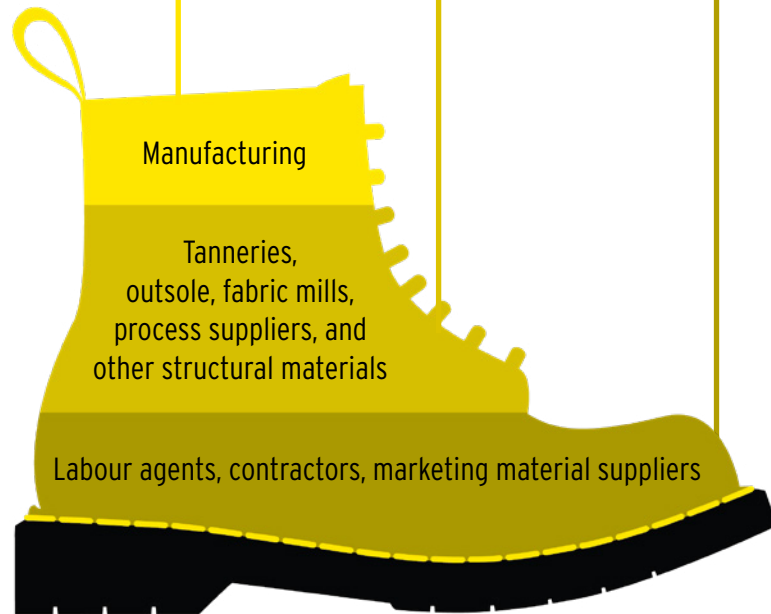 Manufacturing
Tanneries,
outsole, fabric mills,
process suppliers, and
other structural materials
Labour agents, contractors, marketing material suppliers